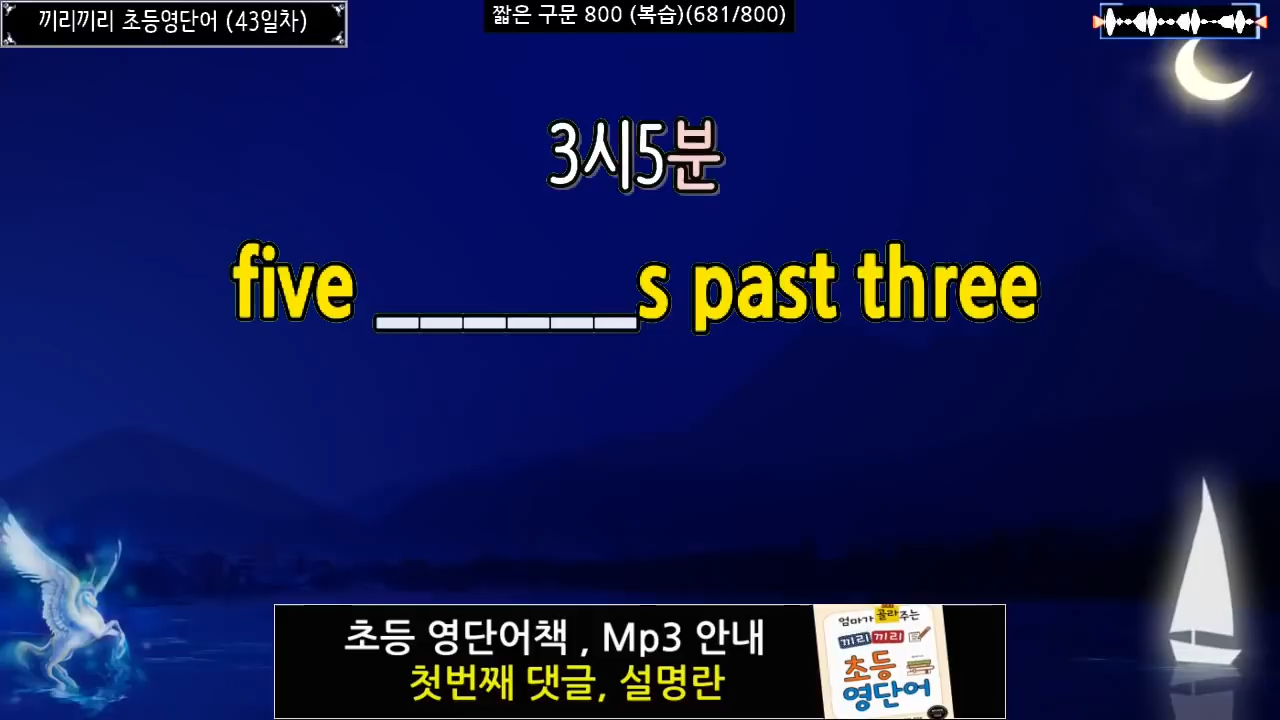 끼리끼리 초등영단어 (43일차)
짧은 구문 800 (복습)(681/800)
3시5분
five ______s past three
초등 영단어책 , Mp3 안내
첫번째 댓글, 설명란
엄마가 골라주는
끼리끼리
초등
영단어